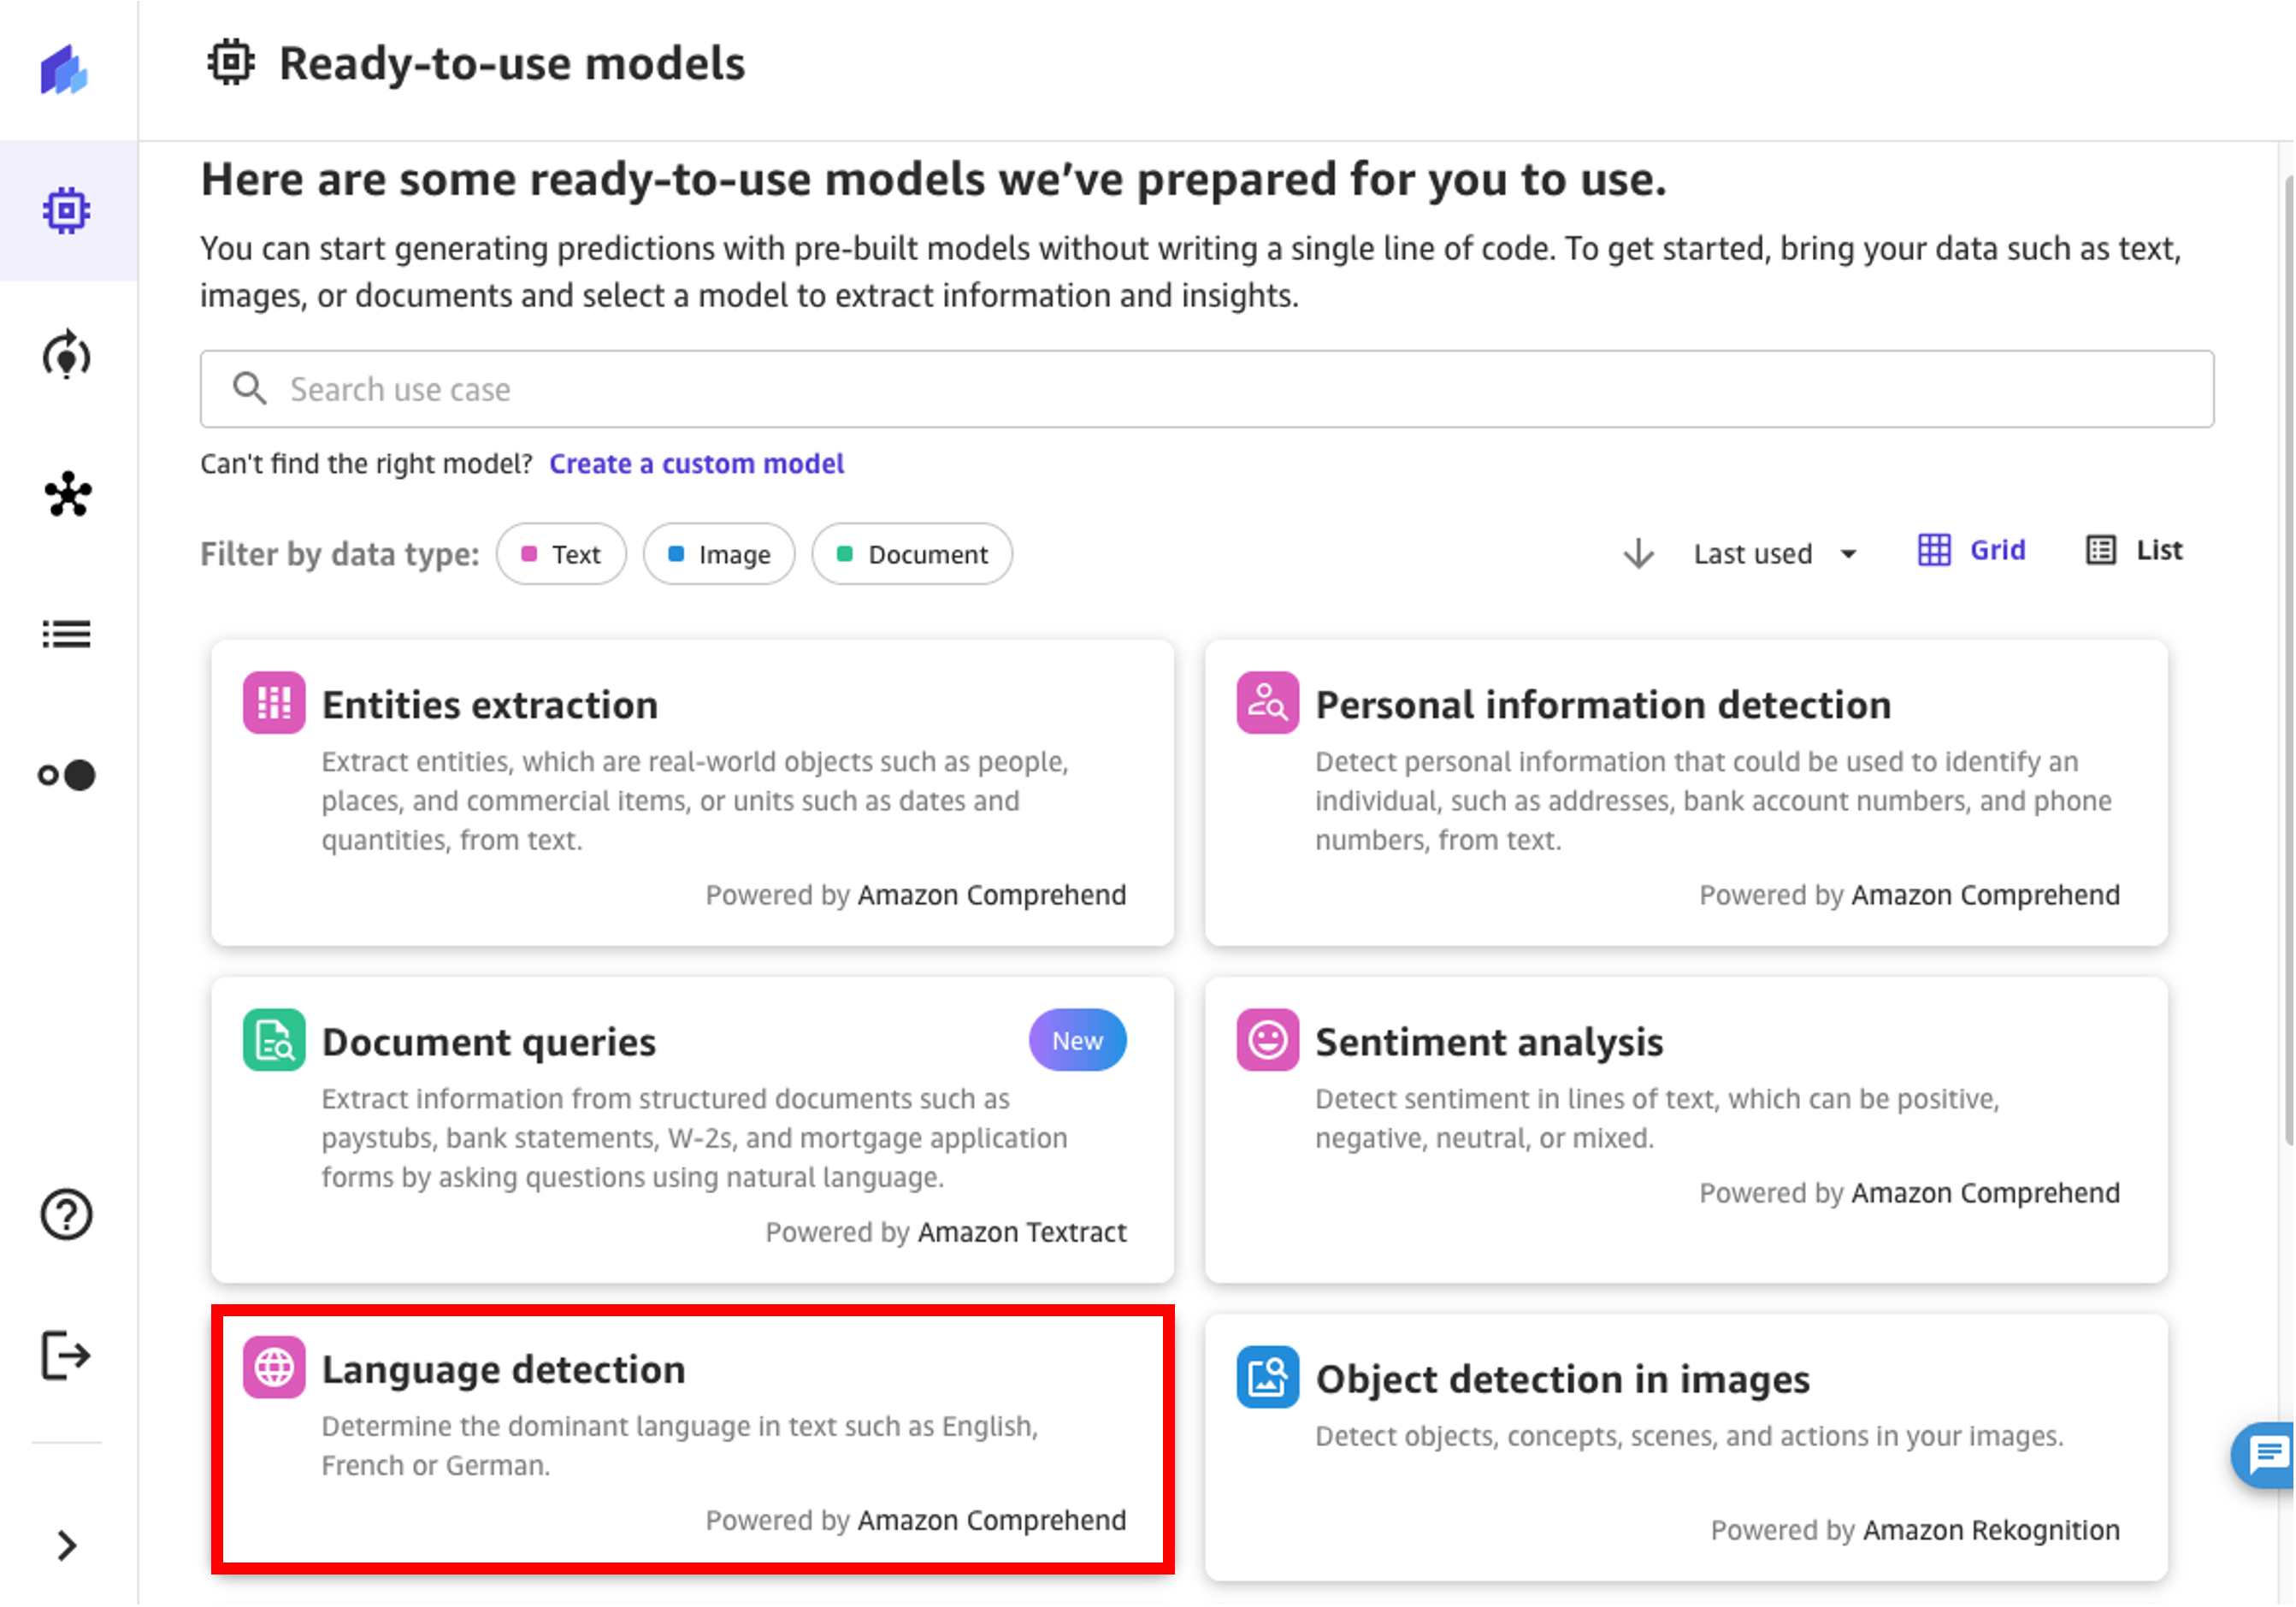 Ready-to-use models
Here are some ready-to-use models we’ve prepared for you to use.
You can start generating predictions with pre-built models without writing a single line of code. To get started, bring your data such as text,
images, or documents and select a model to extract information and insights.
Search use case
Can't find the right model? Create a custom model
Filter by data type: Text Image Document Last used Grid List
Entities extraction
Extract entities, which are real-world objects such as people,
places, and commercial items, or units such as dates and
quantities, from text.
Powered by Amazon Comprehend
Personal information detection
Detect personal information that could be used to identify an
individual, such as addresses, bank account numbers, and phone
numbers, from text.
Powered by Amazon Comprehend
Document queries
New
Extract information from structured documents such as
paystubs, bank statements, W-2s, and mortgage application
forms by asking questions using natural language.
Powered by Amazon Textract
Sentiment analysis
Detect sentiment in lines of text, which can be positive,
negative, neutral, or mixed.
Powered by Amazon Comprehend
Language detection
Determine the dominant language in text such as English,
French or German.
Powered by Amazon Comprehend
Object detection in images
Detect objects, concepts, scenes, and actions in your images.
Powered by Amazon Rekognition